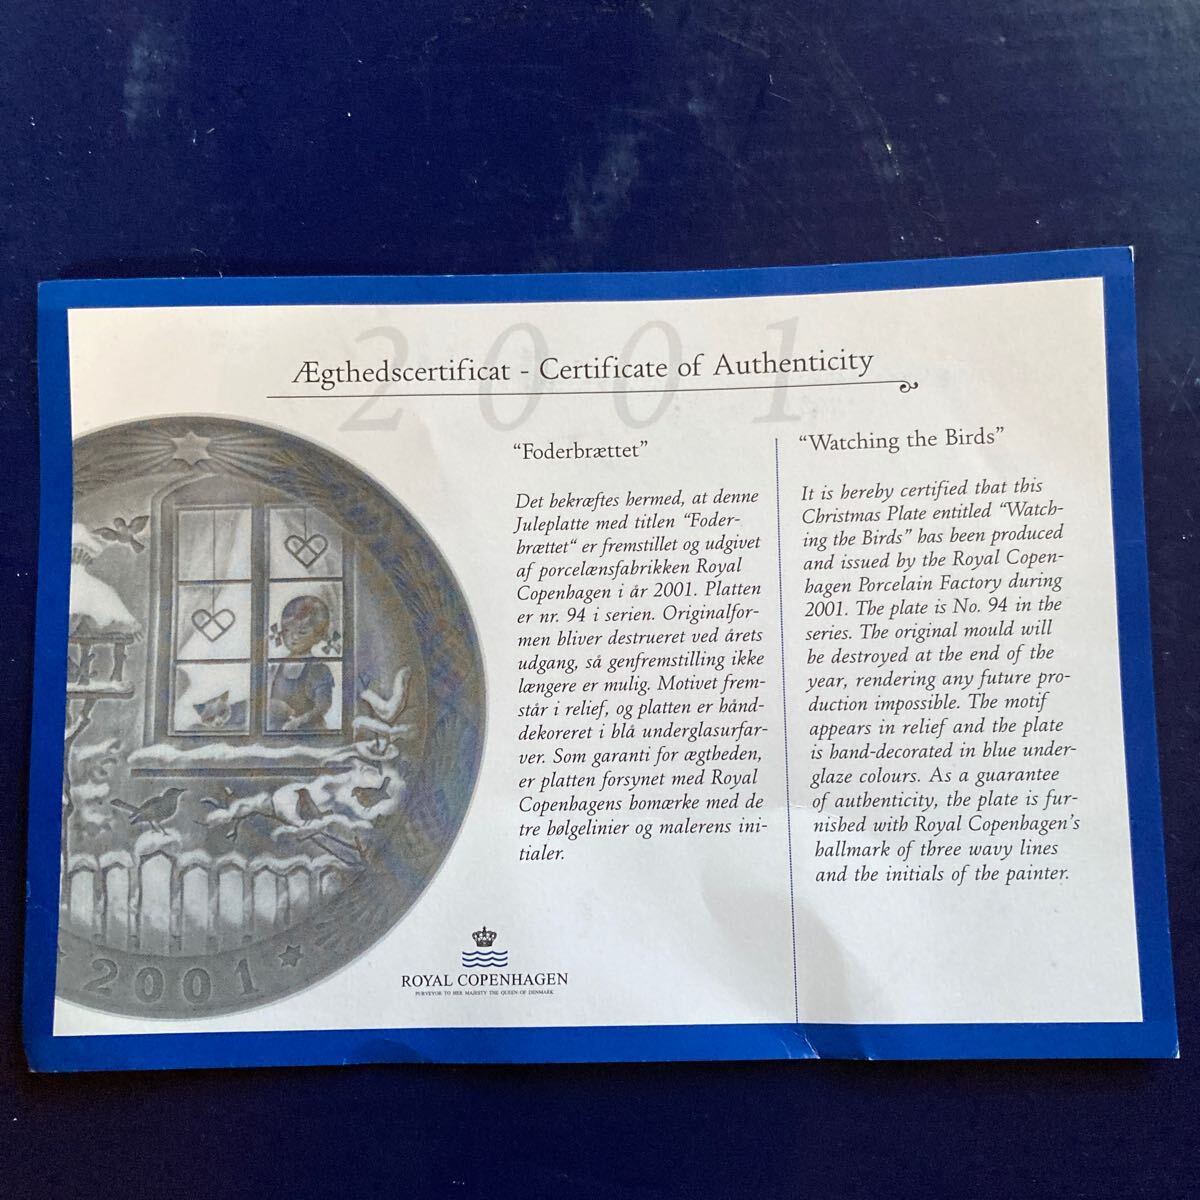 2001
Ægthedscertificat - Certificate of Authenticity
“Foderbrættet”
Det bekræftes hermed, at denne
Juleplatte med titlen “Foder-
brættet“ er fremstillet og udgivet
af porcelænsfabrikken Royal
Copenhagen i år 2001. Platten
er nr. 94 i serien. Originalfor-
men bliver destrueret ved årets
udgang, så genfremstilling ikke
længere er mulig. Motivet frem-
står i relief, og platten er hånd-
dekoreret i blå underglasurfar-
ver. Som garanti for ægtheden,
er platten forsynet med Royal
Copenhagens bomærke med de
tre bølgelinier og malerens ini-
tialer.
“Watching the Birds”
It is hereby certified that this
Christmas Plate entitled “Watch-
ing the Birds” has been produced
and issued by the Royal Copen-
hagen Porcelain Factory during
2001. The plate is No. 94 in the
series. The original mould will
be destroyed at the end of the
year, rendering any future pro-
duction impossible. The motif
appears in relief and the plate
is hand-decorated in blue under-
glaze colours. As a guarantee
of authenticity, the plate is fur-
nished with Royal Copenhagen’s
hallmark of three wavy lines
and the initials of the painter.
2001
ROYAL COPENHAGEN
PURVEYOR TO HER MAJESTY THE QUEEN OF DENMARK